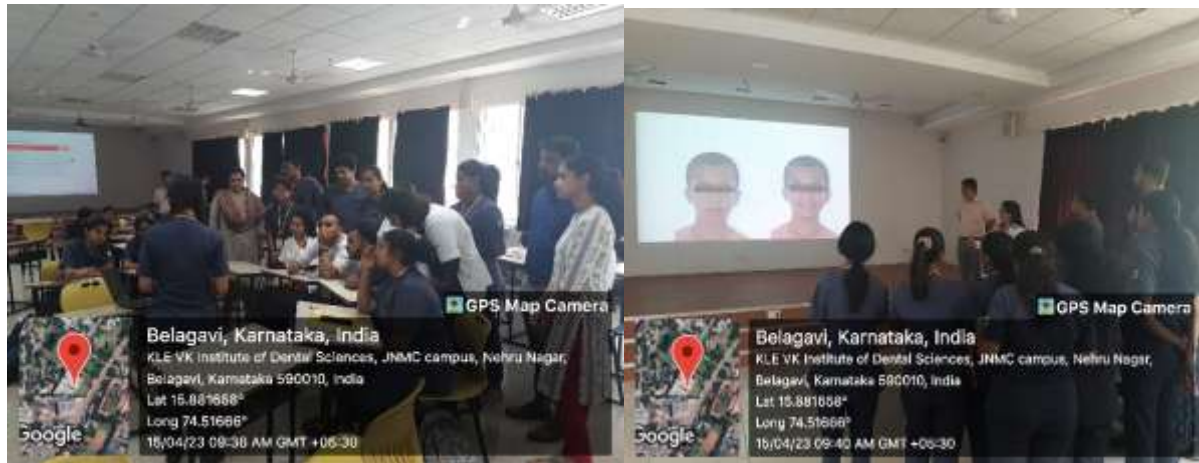 GPS Map Camera
Belagavi, Karnataka, India
KLE VK Institute of Dental Sciences, JNMC campus, Nehru Nagar,
Belagavi, Karnataka 590010, India
Lat 15.881658°
Long 74.51666°
15/04/23 09:38 AM GMT +05:30
Google
GPS Map Camera
Belagavi, Karnataka, India
KLE VK Institute of Dental Sciences, JNMC campus, Nehru Nagar,
Belagavi, Karnataka 590010, India
Lat 15.881658°
Long 74.51666°
15/04/23 09:40 AM GMT +05:30
Google